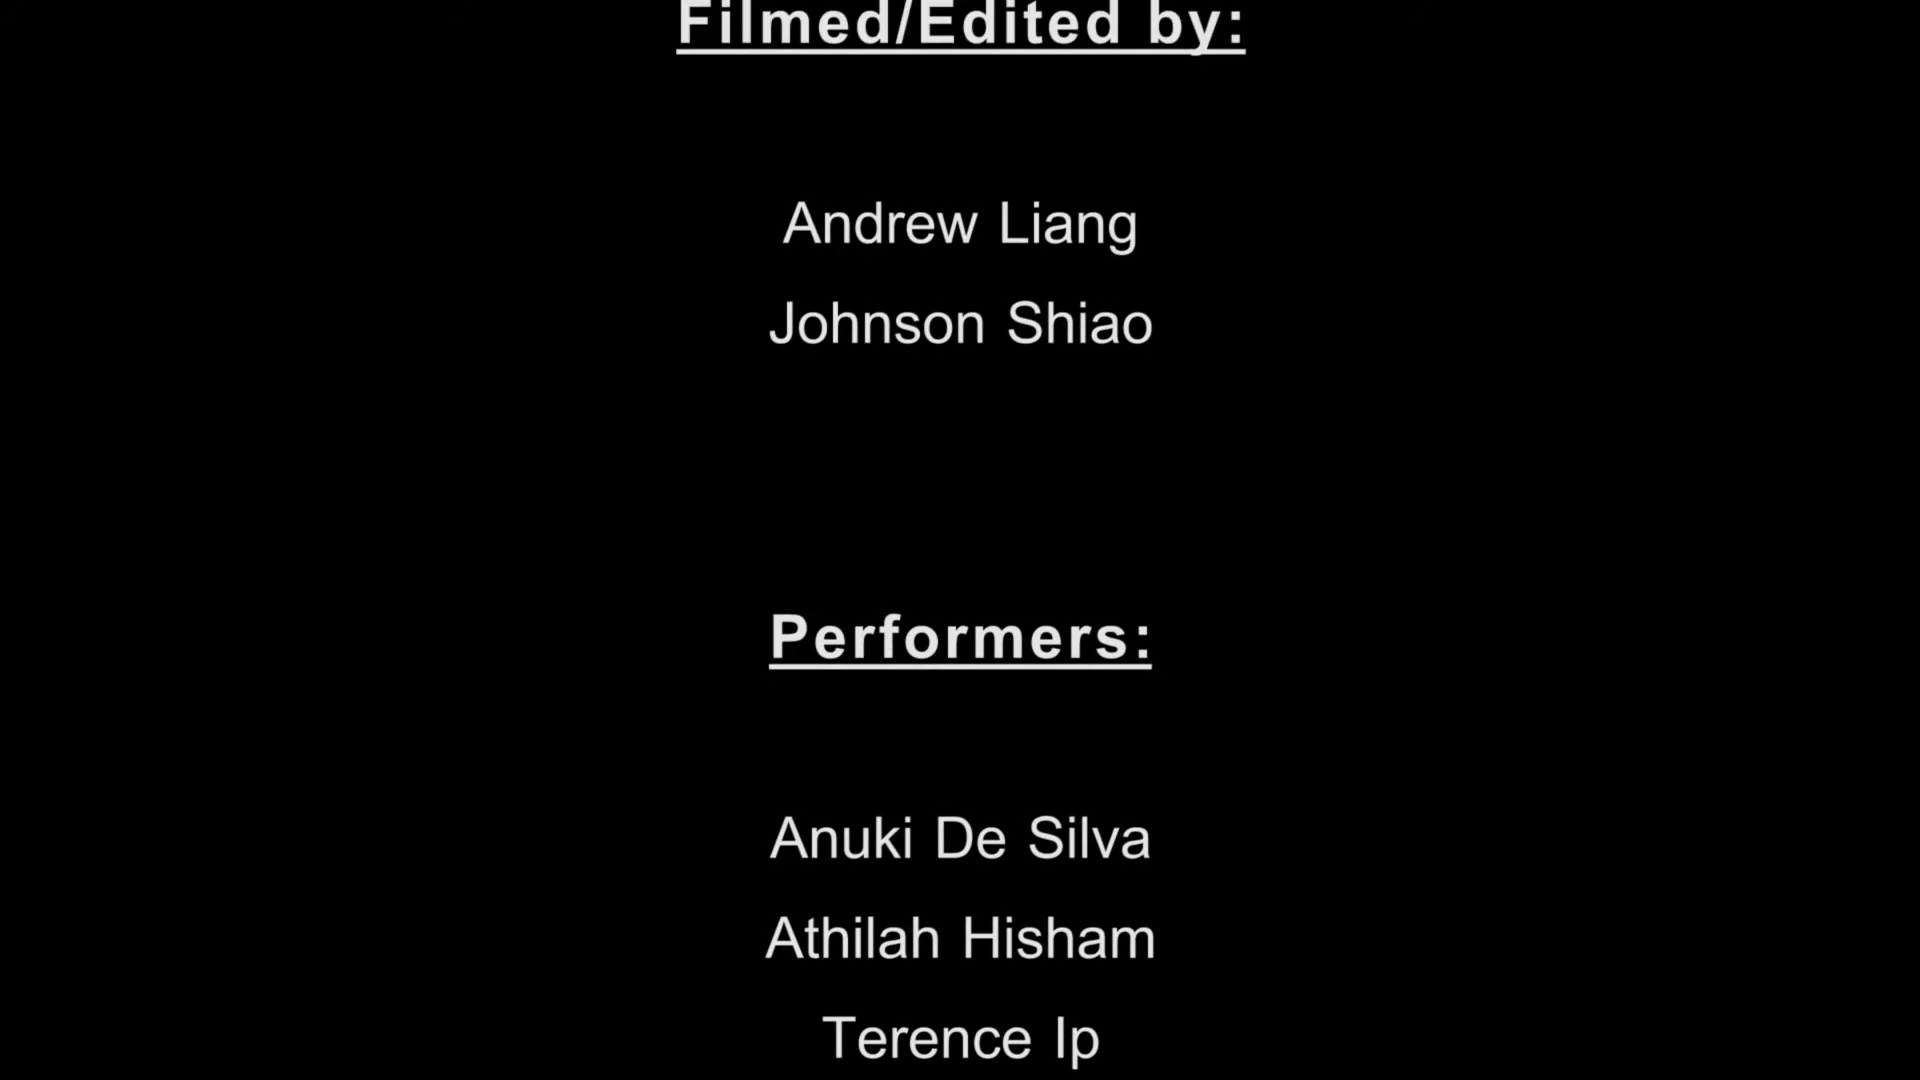 Filmed/Edited by:
Andrew Liang
Johnson Shiao
Performers:
Anuki De Silva
Athilah Hisham
Terence Ip